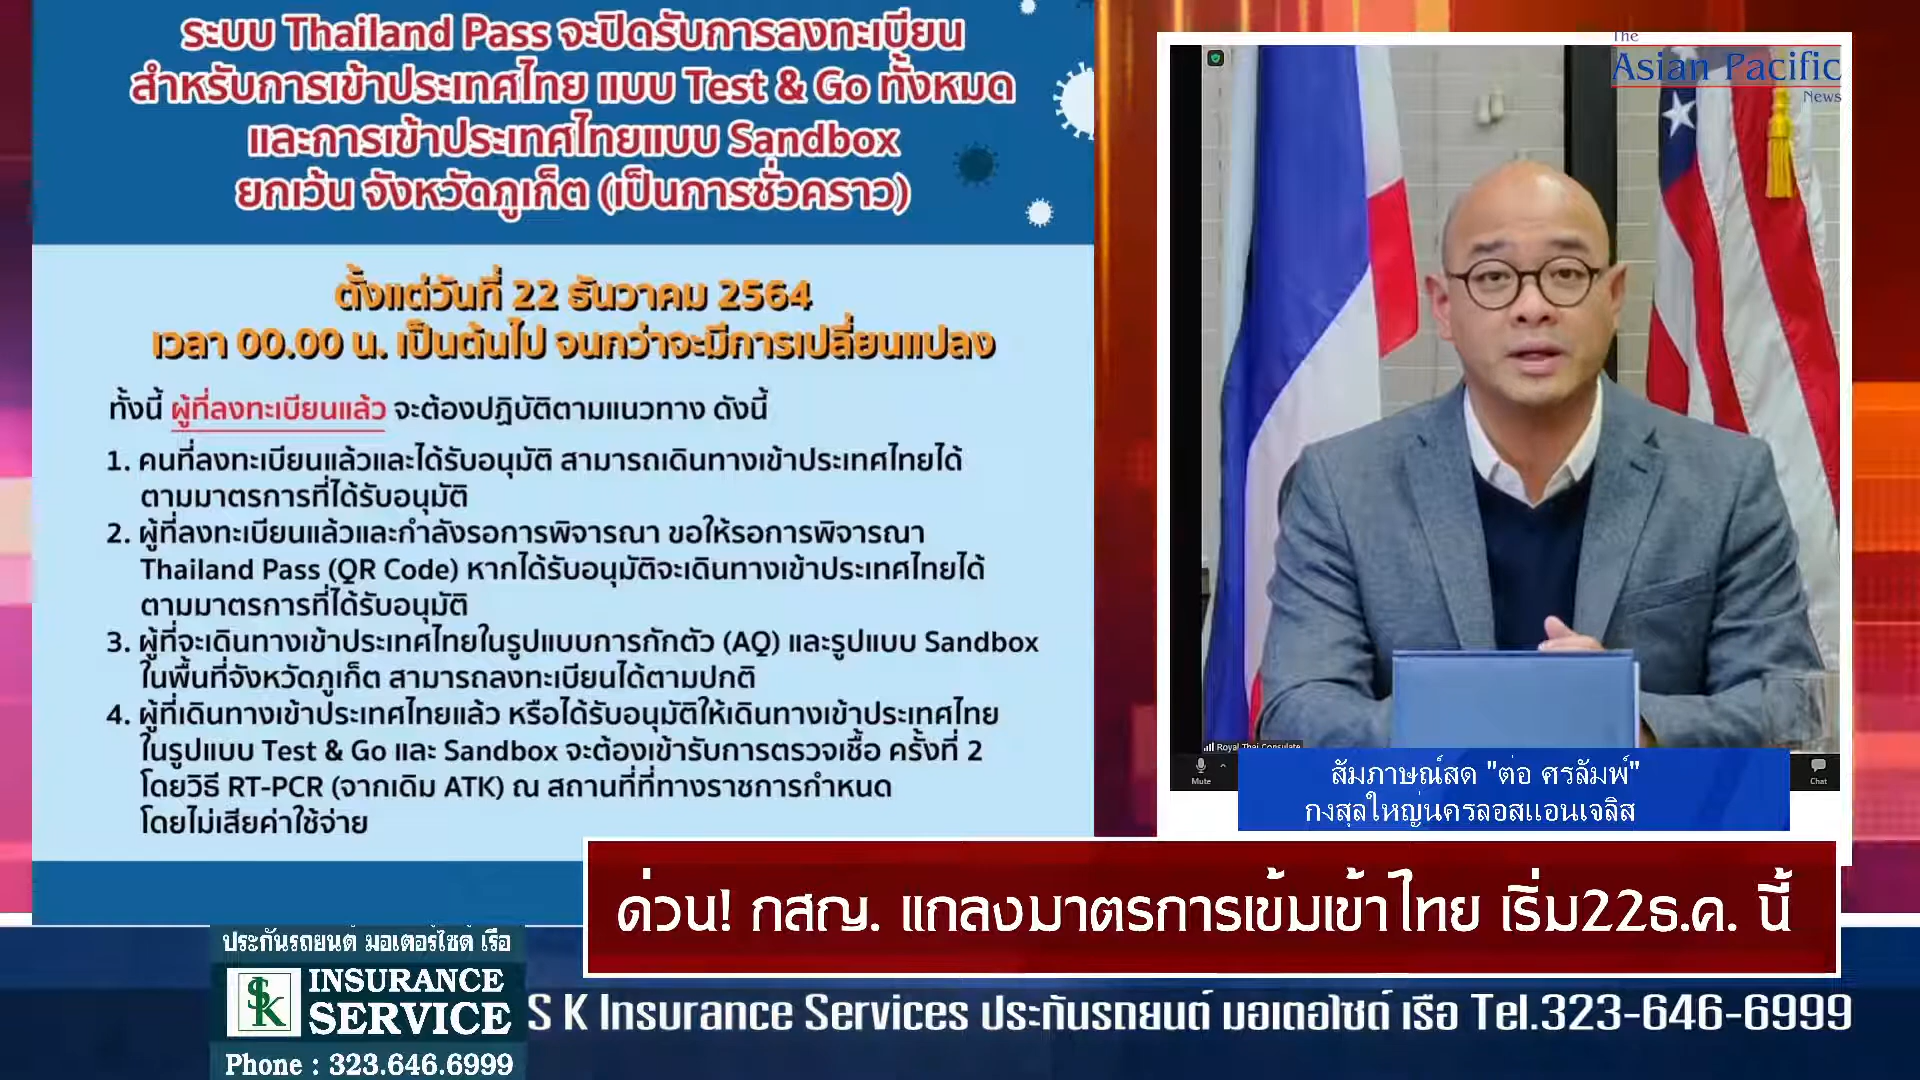 ระบบ Thailand Pass จะปิดรับการลงทะเบียน
สำหรับการเข้าประเทศไทย แบบ Test & Go ทั้งหมด
และการเข้าประเทศไทยแบบ Sandbox
ยกเว้น จังหวัดภูเก็ต (เป็นการชั่วคราว)
ตั้งแต่วันที่ 22 ธันวาคม 2564
เวลา 00.00 น. เป็นต้นไป จนกว่าจะมีการเปลี่ยนแปลง
ทั้งนี้ ผู้ที่ลงทะเบียนแล้ว จะต้องปฏิบัติตามแนวทาง ดังนี้
1. คนที่ลงทะเบียนแล้วและได้รับอนุมัติ สามารถเดินทางเข้าประเทศไทยได้
ตามมาตรการที่ได้รับอนุมัติ
2. ผู้ที่ลงทะเบียนแล้วและกำลังรอการพิจารณา ขอให้รอการพิจารณา
Thailand Pass (QR Code) หากได้รับอนุมัติจะเดินทางเข้าประเทศไทยได้
ตามมาตรการที่ได้รับอนุมัติ
3. ผู้ที่จะเดินทางเข้าประเทศไทยในรูปแบบการกักตัว (AQ) และรูปแบบ Sandbox
ในพื้นที่จังหวัดภูเก็ต สามารถลงทะเบียนได้ตามปกติ
4. ผู้ที่เดินทางเข้าประเทศไทยแล้ว หรือได้รับอนุมัติให้เดินทางเข้าประเทศไทย
ในรูปแบบ Test & Go และ Sandbox จะต้องเข้ารับการตรวจเชื้อ ครั้งที่ 2
โดยวิธี RT-PCR (จากเดิม ATK) ณ สถานที่ที่ทางราชการกำหนด
โดยไม่เสียค่าใช้จ่าย
The
Asian Pacific
News
Royal Thai Consulate
Mute
Chat
สัมภาษณ์สด "ต่อ ศรลัมพ์"
กงสุลใหญ่นครลอสแอนเจลิส
ด่วน! กสญ. แถลงมาตรการเข้มเข้าไทย เริ่ม22ธ.ค. นี้
ประกันรถยนต์ มอเตอร์ไซด์ เรือ
SK
INSURANCE
SERVICE
Phone : 323.646.6999
S K Insurance Services ประกันรถยนต์ มอเตอไซด์ เรือ Tel.323-646-6999